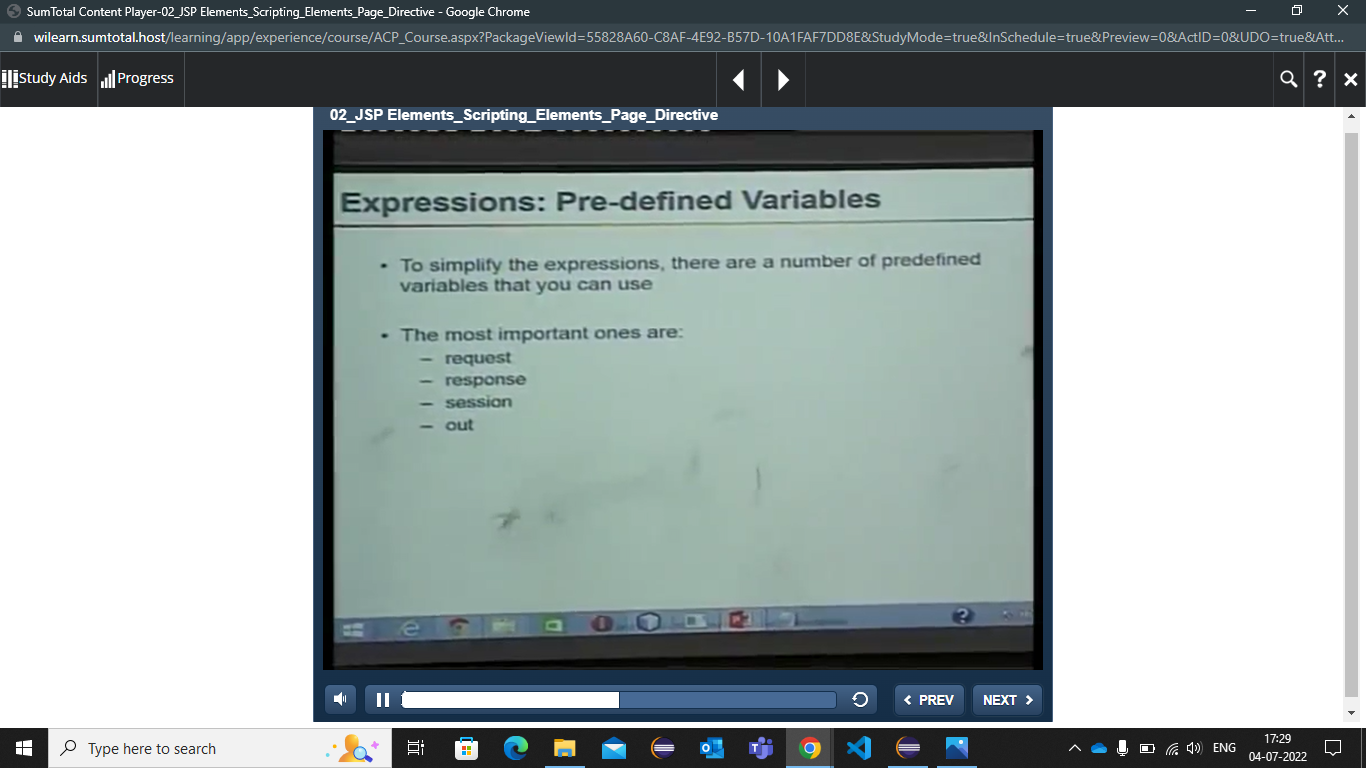 SumTotal Content Player-02_JSP Elements_Scripting_Elements_Page_Directive - Google Chrome
wilearn.sumtotal.host/learning/app/experience/course/ACP_Course.aspx?PackageViewId=55828A60-C8AF-4E92-B57D-10A1FAF7DD8E&StudyMode=true&InSchedule=true&Preview=0&ActID=0&UDO=true&Att...
Study Aids Progress
02_JSP Elements_Scripting_Elements_Page_Directive
Expressions: Pre-defined Variables
• To simplify the expressions, there are a number of predefined
variables that you can use
• The most important ones are:
– request
– response
– session
– out
PREV NEXT
Type here to search
ENG
17:29
04-07-2022